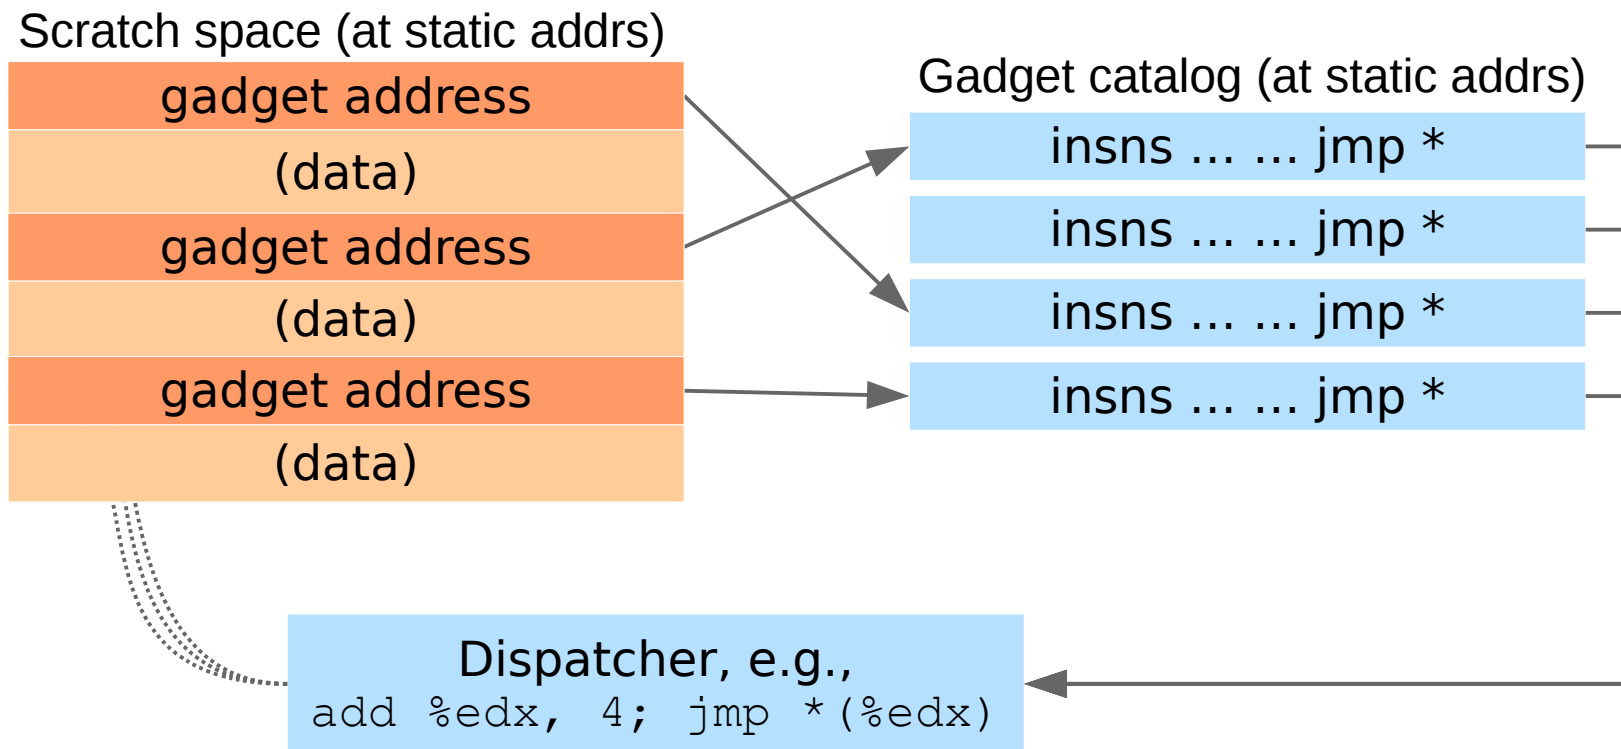 Scratch space (at static addrs)
gadget address
(data)
gadget address
(data)
gadget address
(data)
Gadget catalog (at static addrs)
insns ... ... jmp *
insns ... ... jmp *
insns ... ... jmp *
insns ... ... jmp *
Dispatcher, e.g.,
add %edx, 4; jmp *(%edx)